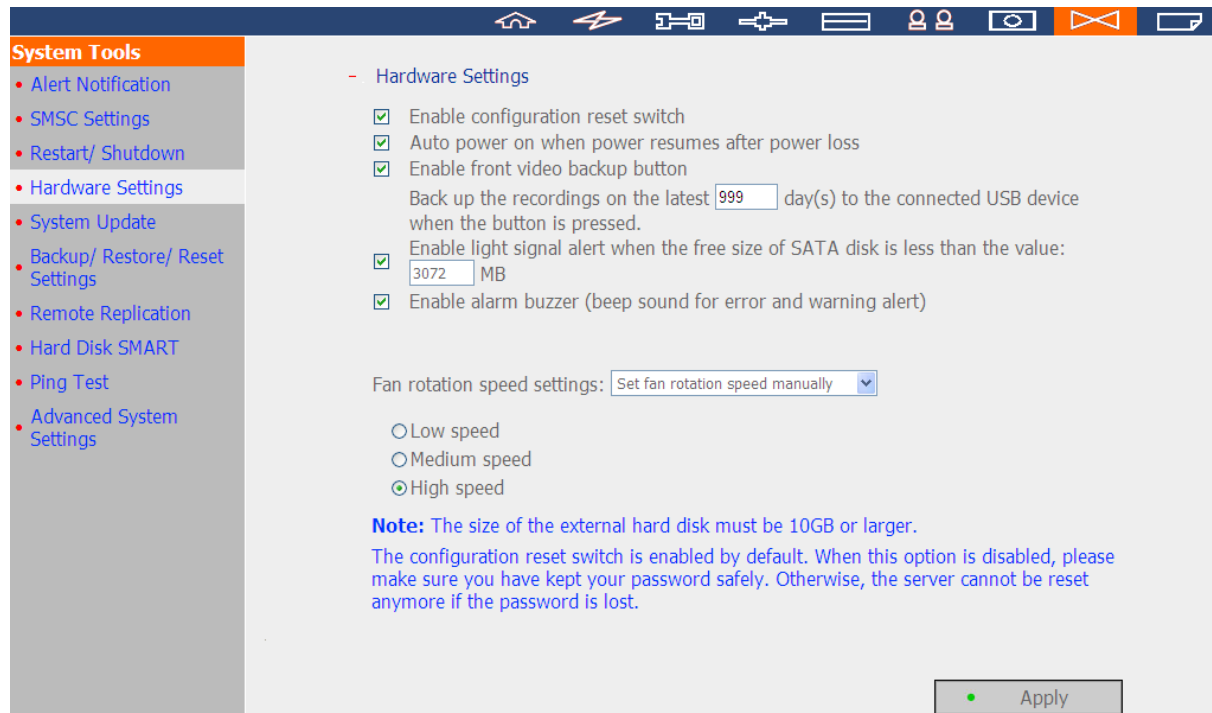 System Tools
• Alert Notification
• SMSC Settings
• Restart/ Shutdown
• Hardware Settings
• System Update
• Backup/ Restore/ Reset
Settings
• Remote Replication
• Hard Disk SMART
• Ping Test
• Advanced System
Settings
- Hardware Settings
Enable configuration reset switch
Auto power on when power resumes after power loss
Enable front video backup button
Back up the recordings on the latest 999 day(s) to the connected USB device
when the button is pressed.
Enable light signal alert when the free size of SATA disk is less than the value:
3072 MB
Enable alarm buzzer (beep sound for error and warning alert)
Fan rotation speed settings: Set fan rotation speed manually
Low speed
Medium speed
High speed
Note: The size of the external hard disk must be 10GB or larger.
The configuration reset switch is enabled by default. When this option is disabled, please
make sure you have kept your password safely. Otherwise, the server cannot be reset
anymore if the password is lost.
• Apply